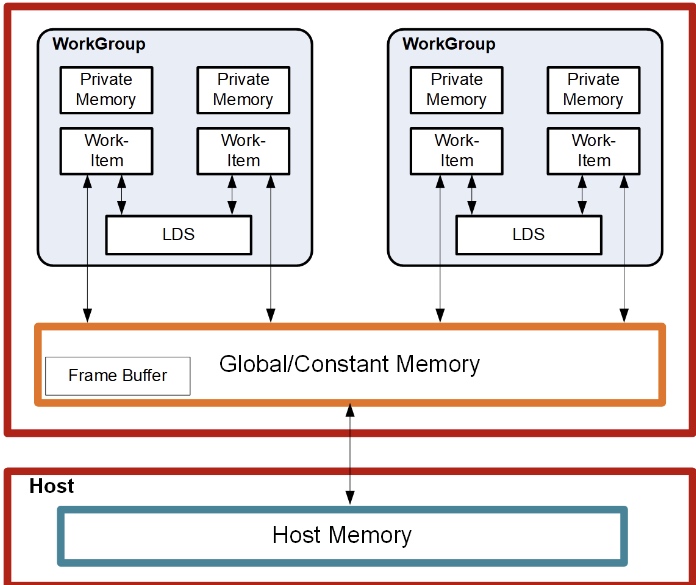 WorkGroup
Private
Memory
Private
Memory
Work-
Item
Work-
Item
LDS
WorkGroup
Private
Memory
Private
Memory
Work-
Item
Work-
Item
LDS
Global/Constant Memory
Frame Buffer
Host
Host Memory